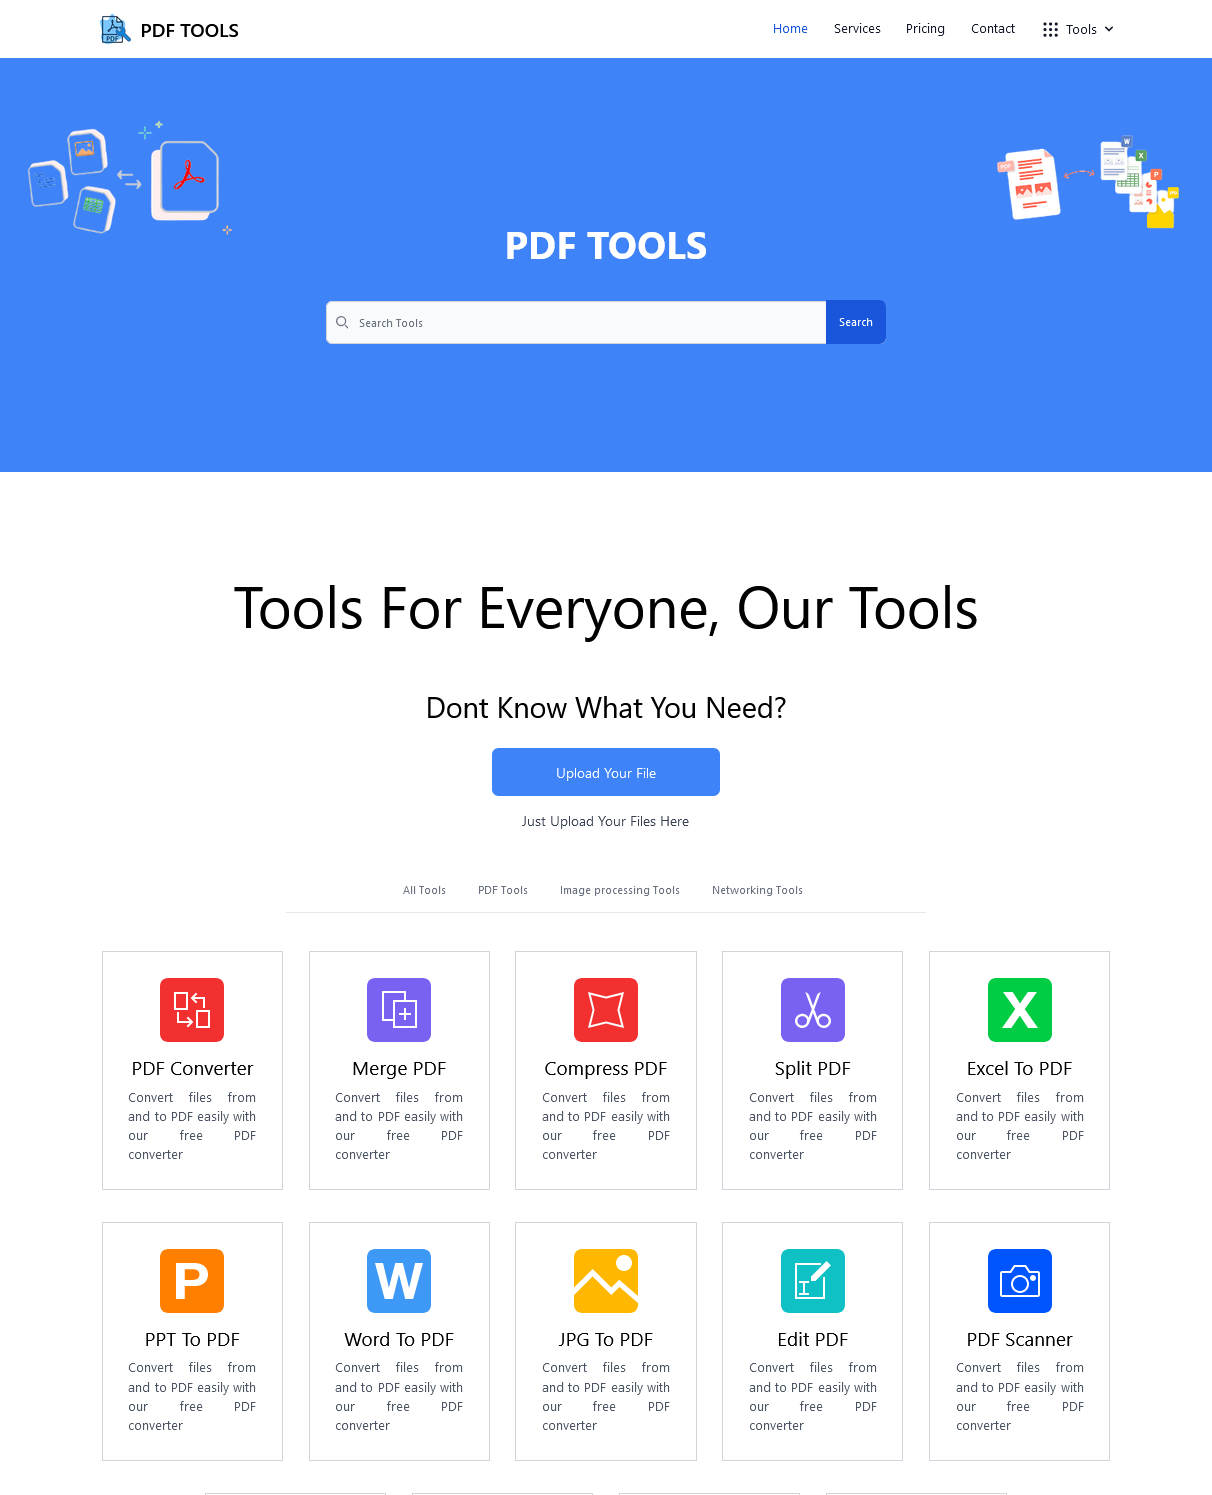 PDF TOOLS
Home Services Pricing Contact Tools
PDF TOOLS
Search Tools Search
Tools For Everyone, Our Tools
Dont Know What You Need?
Upload Your File
Just Upload Your Files Here
All Tools PDF Tools Image processing Tools Networking Tools
PDF Converter
Convert files from
and to PDF easily with
our free PDF
converter
Merge PDF
Convert files from
and to PDF easily with
our free PDF
converter
Compress PDF
Convert files from
and to PDF easily with
our free PDF
converter
Split PDF
Convert files from
and to PDF easily with
our free PDF
converter
X
Excel To PDF
Convert files from
and to PDF easily with
our free PDF
converter
P
PPT To PDF
Convert files from
and to PDF easily with
our free PDF
converter
W
Word To PDF
Convert files from
and to PDF easily with
our free PDF
converter
JPG To PDF
Convert files from
and to PDF easily with
our free PDF
converter
Edit PDF
Convert files from
and to PDF easily with
our free PDF
converter
PDF Scanner
Convert files from
and to PDF easily with
our free PDF
converter